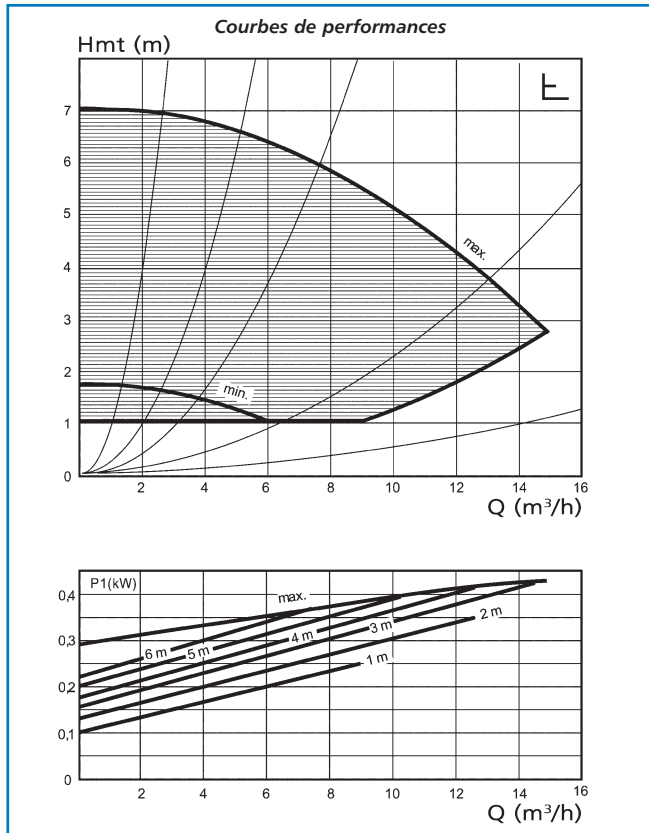 Courbes de performances
Hmt (m)
7
6
5
4
3
2
1
0
max.
min.
2 4 6 8 10 12 14 16
Q (m³/h)
P1(kW)
0,4
0,3
0,2
0,1
0
max.
6 m
5 m
4 m
3 m
2 m
1 m
2 4 6 8 10 12 14 16
Q (m³/h)